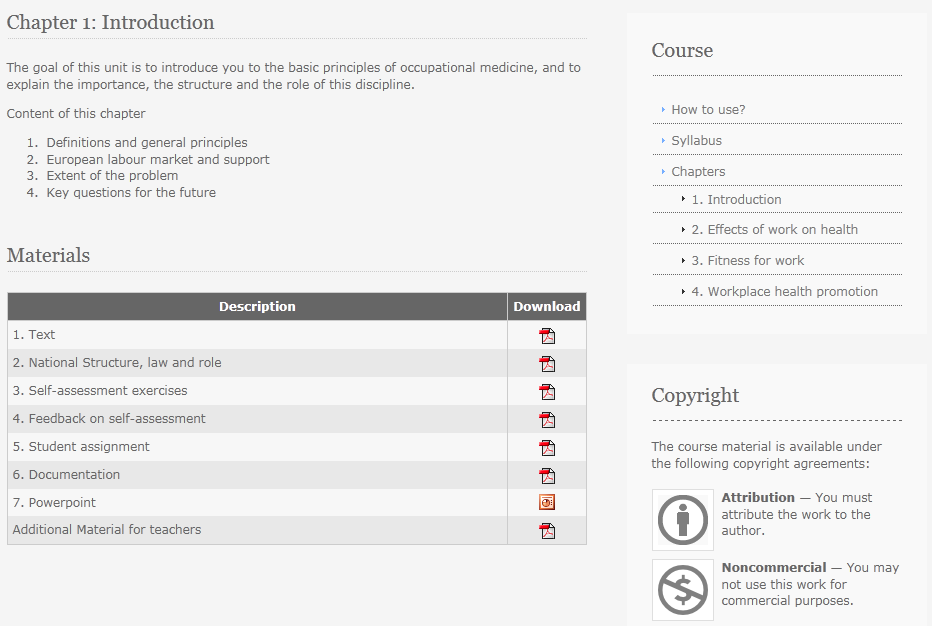 Chapter 1: Introduction
The goal of this unit is to introduce you to the basic principles of occupational medicine, and to
explain the importance, the structure and the role of this discipline.
Content of this chapter
1. Definitions and general principles
2. European labour market and support
3. Extent of the problem
4. Key questions for the future
Materials
Description Download
1. Text
2. National Structure, law and role
3. Self-assessment exercises
4. Feedback on self-assessment
5. Student assignment
6. Documentation
7. Powerpoint
Additional Material for teachers
Course
How to use?
Syllabus
Chapters
1. Introduction
2. Effects of work on health
3. Fitness for work
4. Workplace health promotion
Copyright
The course material is available under
the following copyright agreements:
Attribution — You must
attribute the work to the
author.
Noncommercial — You may
not use this work for
commercial purposes.